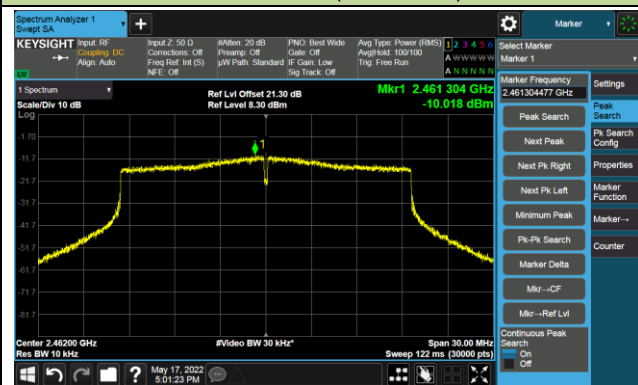 Spectrum Analyzer 1
Swept SA
Marker
KEYSIGHT Input: RF
Coupling: DC
Align: Auto
Input Z: 50 Ω
Corrections: Off
Freq Ref: Int (S)
NFE: Off
#Atten: 20 dB
Preamp: Off
µW Path: Standard
PNO: Best Wide
Gate: Off
IF Gain: Low
Sig Track: Off
Avg Type: Power (RMS)
Avg|Hold: 100/100
Trig: Free Run
1 2 3 4 5 6
A W W W W W
A N N N N N
Select Marker
Marker 1
1 Spectrum
Scale/Div 10 dB
Log
Ref Lvl Offset 21.30 dB
Ref Level 8.30 dBm
Mkr1 2.461 304 GHz
-10.018 dBm
1
-1.70
-11.7
-21.7
-31.7
-41.7
-51.7
-61.7
-71.7
-81.7
Center 2.46200 GHz
Res BW 10 kHz
#Video BW 30 kHz*
Span 30.00 MHz
Sweep 122 ms (30000 pts)
Marker Frequency
2.461304477 GHz
Peak Search
Next Peak
Next Pk Right
Next Pk Left
Minimum Peak
Pk-Pk Search
Marker Delta
Mkr→CF
Mkr→Ref Lvl
Continuous Peak
Search
On
Off
Settings
Peak
Search
Pk Search
Config
Properties
Marker
Function
Marker→
Counter
May 17, 2022
5:01:23 PM